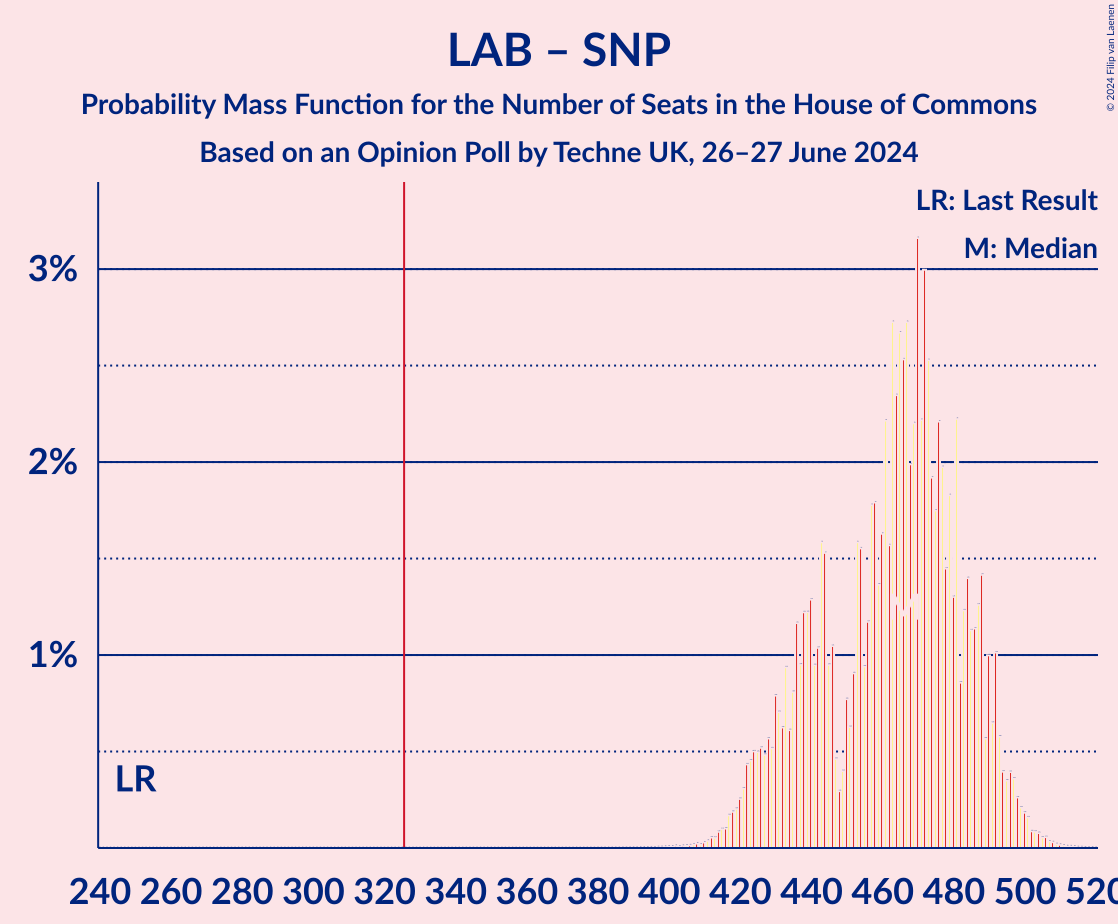 LAB – SNP
Probability Mass Function for the Number of Seats in the House of Commons
Based on an Opinion Poll by Techne UK, 26–27 June 2024
© 2024 Filip van Laenen
LR: Last Result
M: Median
3%
2%
1%
LR
240 260 280 300 320 340 360 380 400 420 440 460 480 500 520